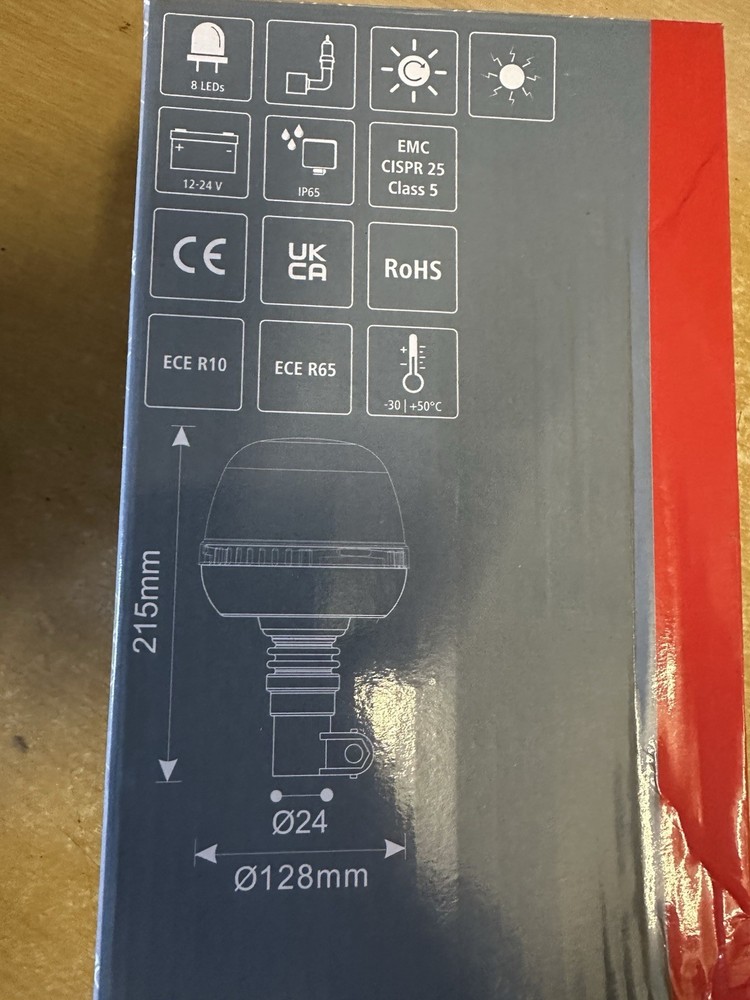 8 LEDs
+ -
12-24 V
IP65
EMC
CISPR 25
Class 5
CE
UK
CA
RoHS
ECE R10
ECE R65
+
-
-30 | +50°C
215mm
Ø24
Ø128mm